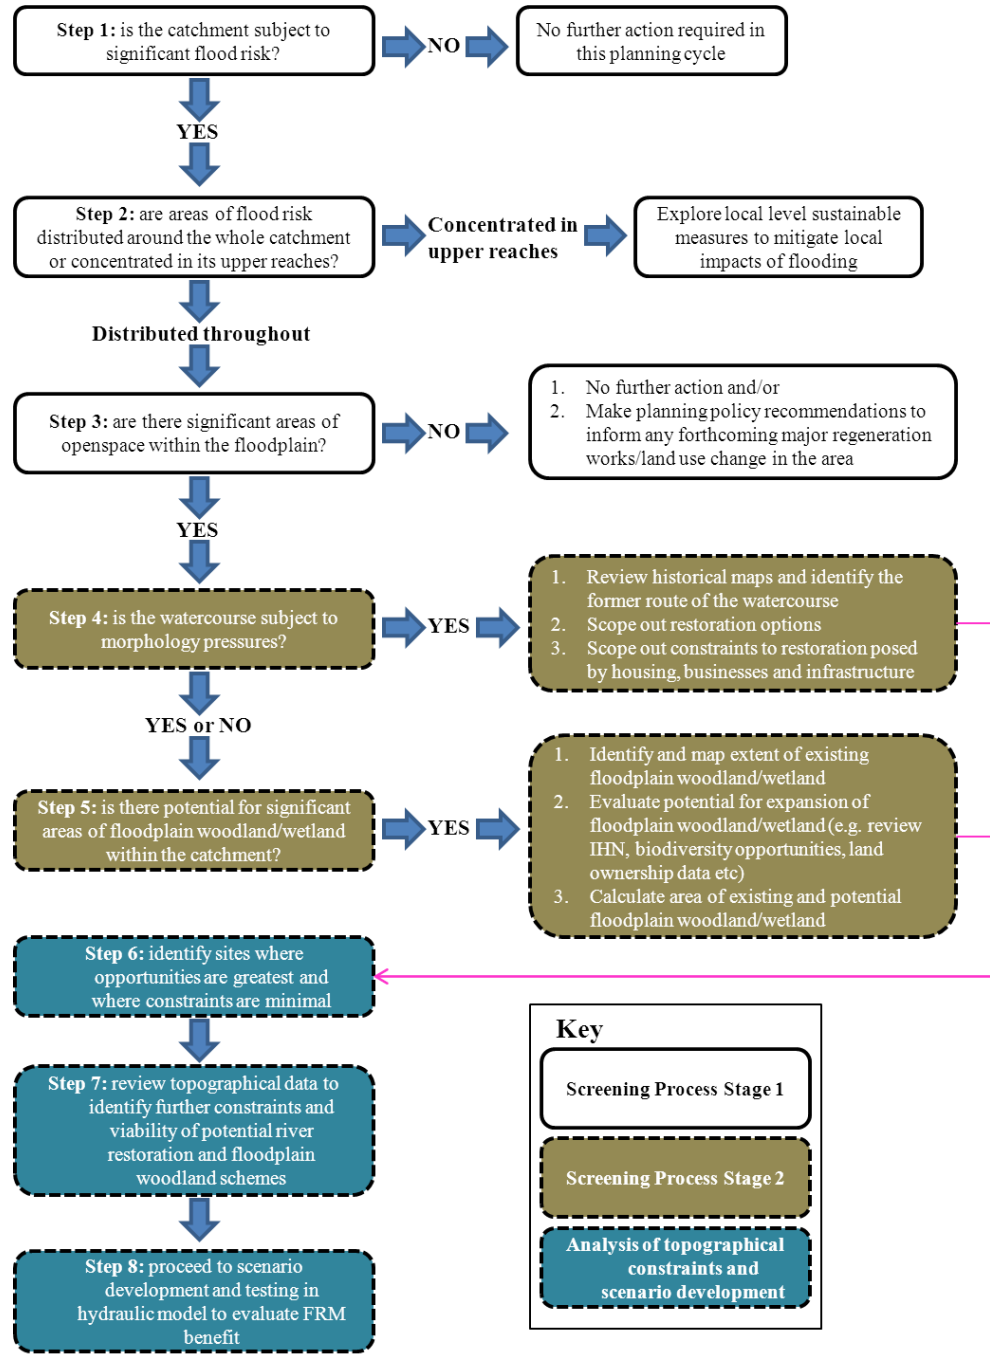 Step 1: is the catchment subject to
significant flood risk?
NO
No further action required in
this planning cycle
YES
Step 2: are areas of flood risk
distributed around the whole catchment
or concentrated in its upper reaches?
Concentrated in
upper reaches
Explore local level sustainable
measures to mitigate local
impacts of flooding
Distributed throughout
Step 3: are there significant areas of
openspace within the floodplain?
NO
1. No further action and/or
2. Make planning policy recommendations to
inform any forthcoming major regeneration
works/land use change in the area
YES
Step 4: is the watercourse subject to
morphology pressures?
YES
1. Review historical maps and identify the
former route of the watercourse
2. Scope out restoration options
3. Scope out constraints to restoration posed
by housing, businesses and infrastructure
YES or NO
Step 5: is there potential for significant
areas of floodplain woodland/wetland
within the catchment?
YES
1. Identify and map extent of existing
floodplain woodland/wetland
2. Evaluate potential for expansion of
floodplain woodland/wetland (e.g. review
IHN, biodiversity opportunities, land
ownership data etc)
3. Calculate area of existing and potential
floodplain woodland/wetland
Step 6: identify sites where
opportunities are greatest and
where constraints are minimal
Step 7: review topographical data to
identify further constraints and
viability of potential river
restoration and floodplain
woodland schemes
Step 8: proceed to scenario
development and testing in
hydraulic model to evaluate FRM
benefit
Key
Screening Process Stage 1
Screening Process Stage 2
Analysis of topographical
constraints and
scenario development